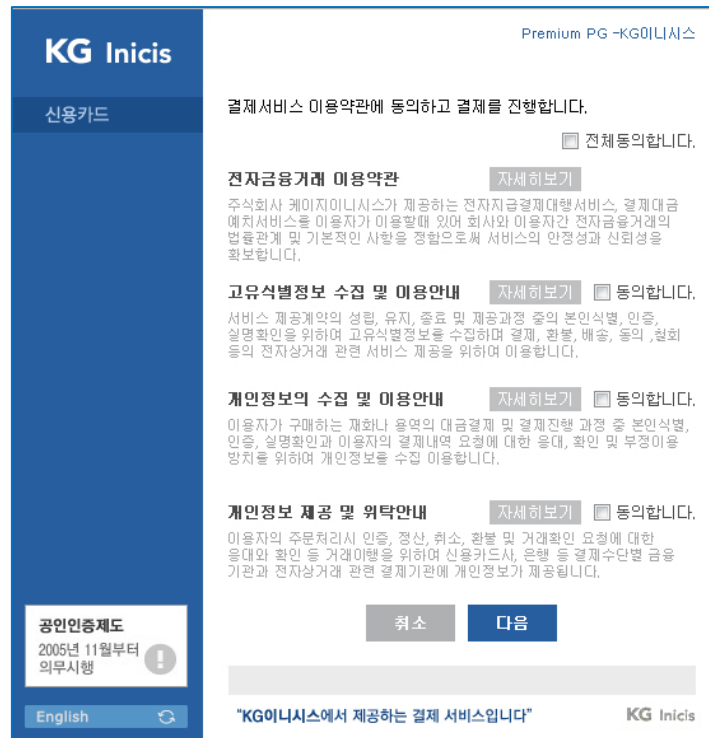 KG Inicis
Premium PG -KG이니시스
신용카드
결제서비스 이용약관에 동의하고 결제를 진행합니다.
전체동의합니다.
전자금융거래 이용약관 자세히보기
주식회사 케이지이니시스가 제공하는 전자지급결제대행서비스, 결제대금
예치서비스를 이용자가 이용할때 있어 회사와 이용자간 전자금융거래의
법률관계 및 기본적인 사항을 정함으로써 서비스의 안정성과 신뢰성을
확보합니다.
고유식별정보 수집 및 이용안내 자세히보기 동의합니다.
서비스 제공계약의 성립, 유지, 종료 및 제공과정 중의 본인식별, 인증,
실명확인을 위하여 고유식별정보를 수집하며 결제, 환불, 배송, 동의 ,철회
등의 전자상거래 관련 서비스 제공을 위하여 이용합니다.
개인정보의 수집 및 이용안내 자세히보기 동의합니다.
이용자가 구매하는 재화나 용역의 대금결제 및 결제진행 과정 중 본인식별,
인증, 실명확인과 이용자의 결제내역 요청에 대한 응대, 확인 및 부정이용
방치를 위하여 개인정보를 수집 이용합니다.
개인정보 제공 및 위탁안내 자세히보기 동의합니다.
이용자의 주문처리시 인증, 정산, 취소, 환불 및 거래확인 요청에 대한
응대와 확인 등 거래이행을 위하여 신용카드사, 은행 등 결제수단별 금융
기관과 전자상거래 관련 결제기관에 개인정보가 제공됩니다.
취소 다음
공인인증제도
2005년 11월부터
의무시행
English
“KG이니시스에서 제공하는 결제 서비스입니다” KG Inicis